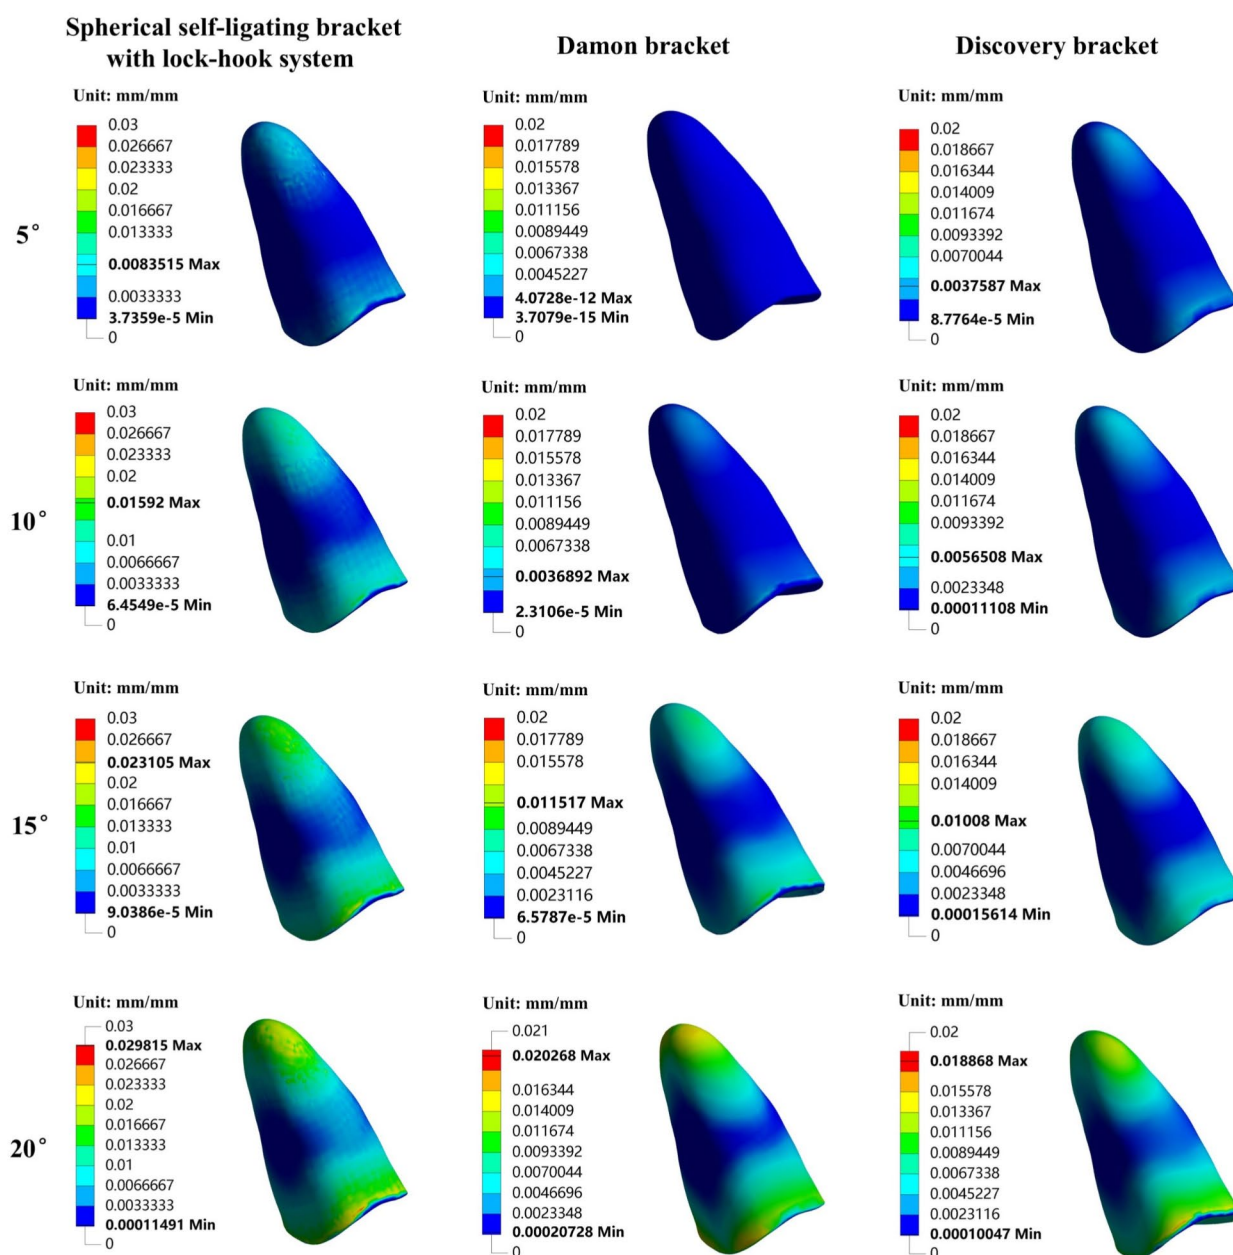 Spherical self-ligating bracket
with lock-hook system
Damon bracket
Discovery bracket
5°
Unit: mm/mm
0.03
0.026667
0.023333
0.02
0.016667
0.013333
0.0083515 Max
0.0033333
3.7359e-5 Min
0
Unit: mm/mm
0.02
0.017789
0.015578
0.013367
0.011156
0.0089449
0.0067338
0.0045227
4.0728e-12 Max
3.7079e-15 Min
0
Unit: mm/mm
0.02
0.018667
0.016344
0.014009
0.011674
0.0093392
0.0070044
0.0037587 Max
8.7764e-5 Min
0
10°
Unit: mm/mm
0.03
0.026667
0.023333
0.02
0.01592 Max
0.01
0.0066667
0.0033333
6.4549e-5 Min
0
Unit: mm/mm
0.02
0.017789
0.015578
0.013367
0.011156
0.0089449
0.0067338
0.0036892 Max
2.3106e-5 Min
0
Unit: mm/mm
0.02
0.018667
0.016344
0.014009
0.011674
0.0093392
0.0056508 Max
0.0023348
0.00011108 Min
0
15°
Unit: mm/mm
0.03
0.026667
0.023105 Max
0.02
0.016667
0.013333
0.01
0.0066667
0.0033333
9.0386e-5 Min
0
Unit: mm/mm
0.02
0.017789
0.015578
0.011517 Max
0.0089449
0.0067338
0.0045227
0.0023116
6.5787e-5 Min
0
Unit: mm/mm
0.02
0.018667
0.016344
0.014009
0.01008 Max
0.0070044
0.0046696
0.0023348
0.00015614 Min
0
20°
Unit: mm/mm
0.03
0.029815 Max
0.026667
0.023333
0.02
0.016667
0.013333
0.01
0.0066667
0.0033333
0.00011491 Min
0
Unit: mm/mm
0.021
0.020268 Max
0.016344
0.014009
0.011674
0.0093392
0.0070044
0.0046696
0.0023348
0.00020728 Min
0
Unit: mm/mm
0.02
0.018868 Max
0.015578
0.013367
0.011156
0.0089449
0.0067338
0.0045227
0.0023116
0.00010047 Min
0